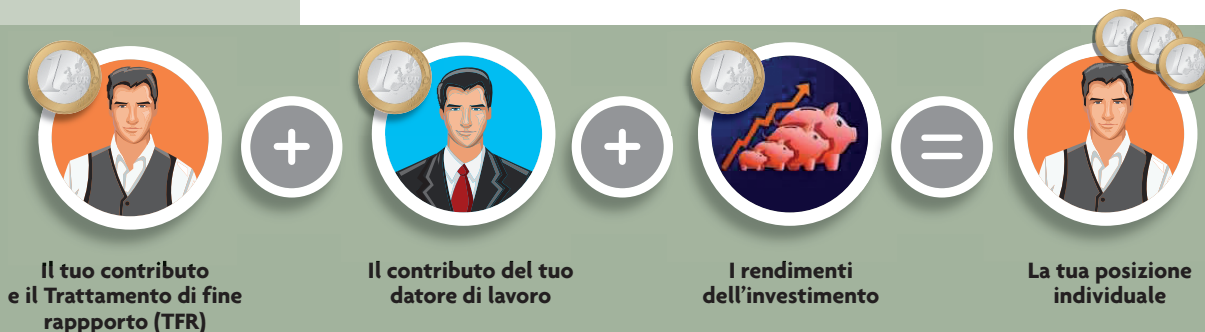 Il tuo contributo
e il Trattamento di fine
rappporto (TFR)
+
Il contributo del tuo
datore di lavoro
+
I rendimenti
dell'investimento
=
La tua posizione
individuale